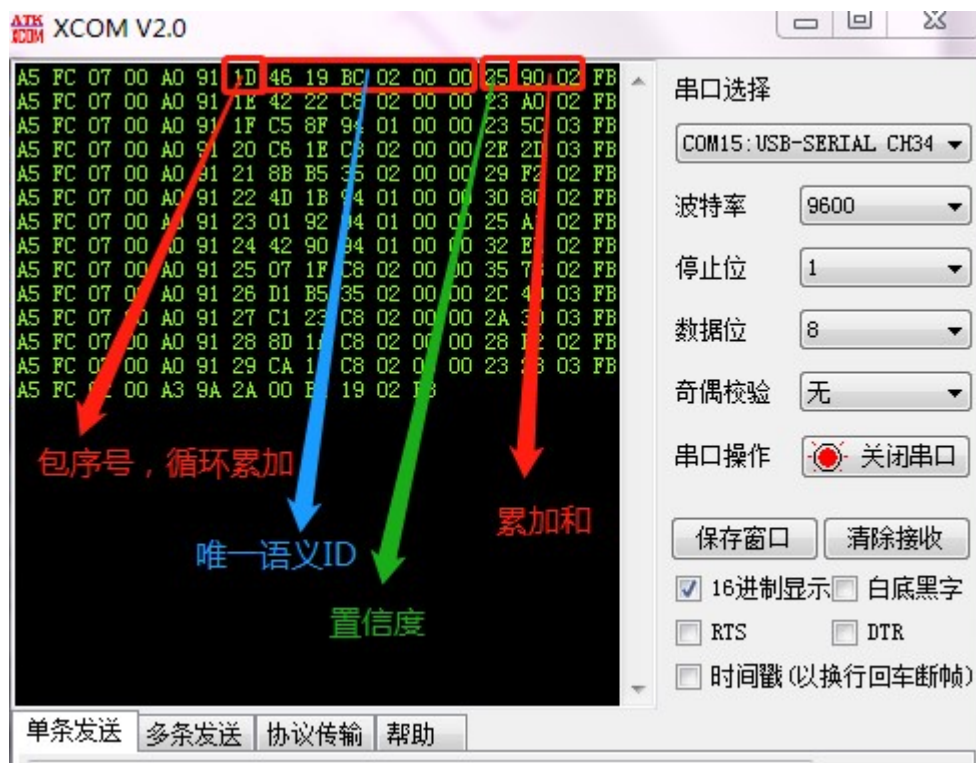 XCOM V2.0
A5 FC 07 00 A0 91 1D 46 19 BC 02 00 00 25 90 02 FB
A5 FC 07 00 A0 91 1E 42 22 C8 02 00 00 23 A0 02 FB
A5 FC 07 00 A0 91 1F C5 8F 94 01 00 00 23 5C 03 FB
A5 FC 07 00 A0 91 20 C6 1E C8 02 00 00 2E 2D 03 FB
A5 FC 07 00 A0 91 21 8B B5 35 02 00 00 29 F2 02 FB
A5 FC 07 00 A0 91 22 4D 1B 94 01 00 00 30 80 02 FB
A5 FC 07 00 91 23 01 92 01 00 00 25 02 FB
A5 FC 07 00 91 24 42 90 01 00 00 32 02 FB
A5 FC 07 00 A0 91 25 07 1F C8 02 00 00 35 02 FB
A5 FC 07 A0 91 26 D1 B5 35 02 00 00 2C 03 FB
A5 FC 07 A0 91 27 C1 23 C8 02 00 00 2A 03 FB
A5 FC 07 00 A0 91 28 8D C8 02 00 28 02 FB
A5 FC 00 A0 91 29 CA C8 02 00 23 03 FB
A5 FC 00 A3 9A 2A 00 19 02
包序号，循环累加
唯一语义ID
置信度
累加和
串口选择
COM15:USB-SERIAL CH34
波特率 9600
停止位 1
数据位 8
奇偶校验 无
串口操作 关闭串口
保存窗口 清除接收
16进制显示 白底黑字
RTS DTR
时间戳(以换行回车断帧)
单条发送 多条发送 协议传输 帮助